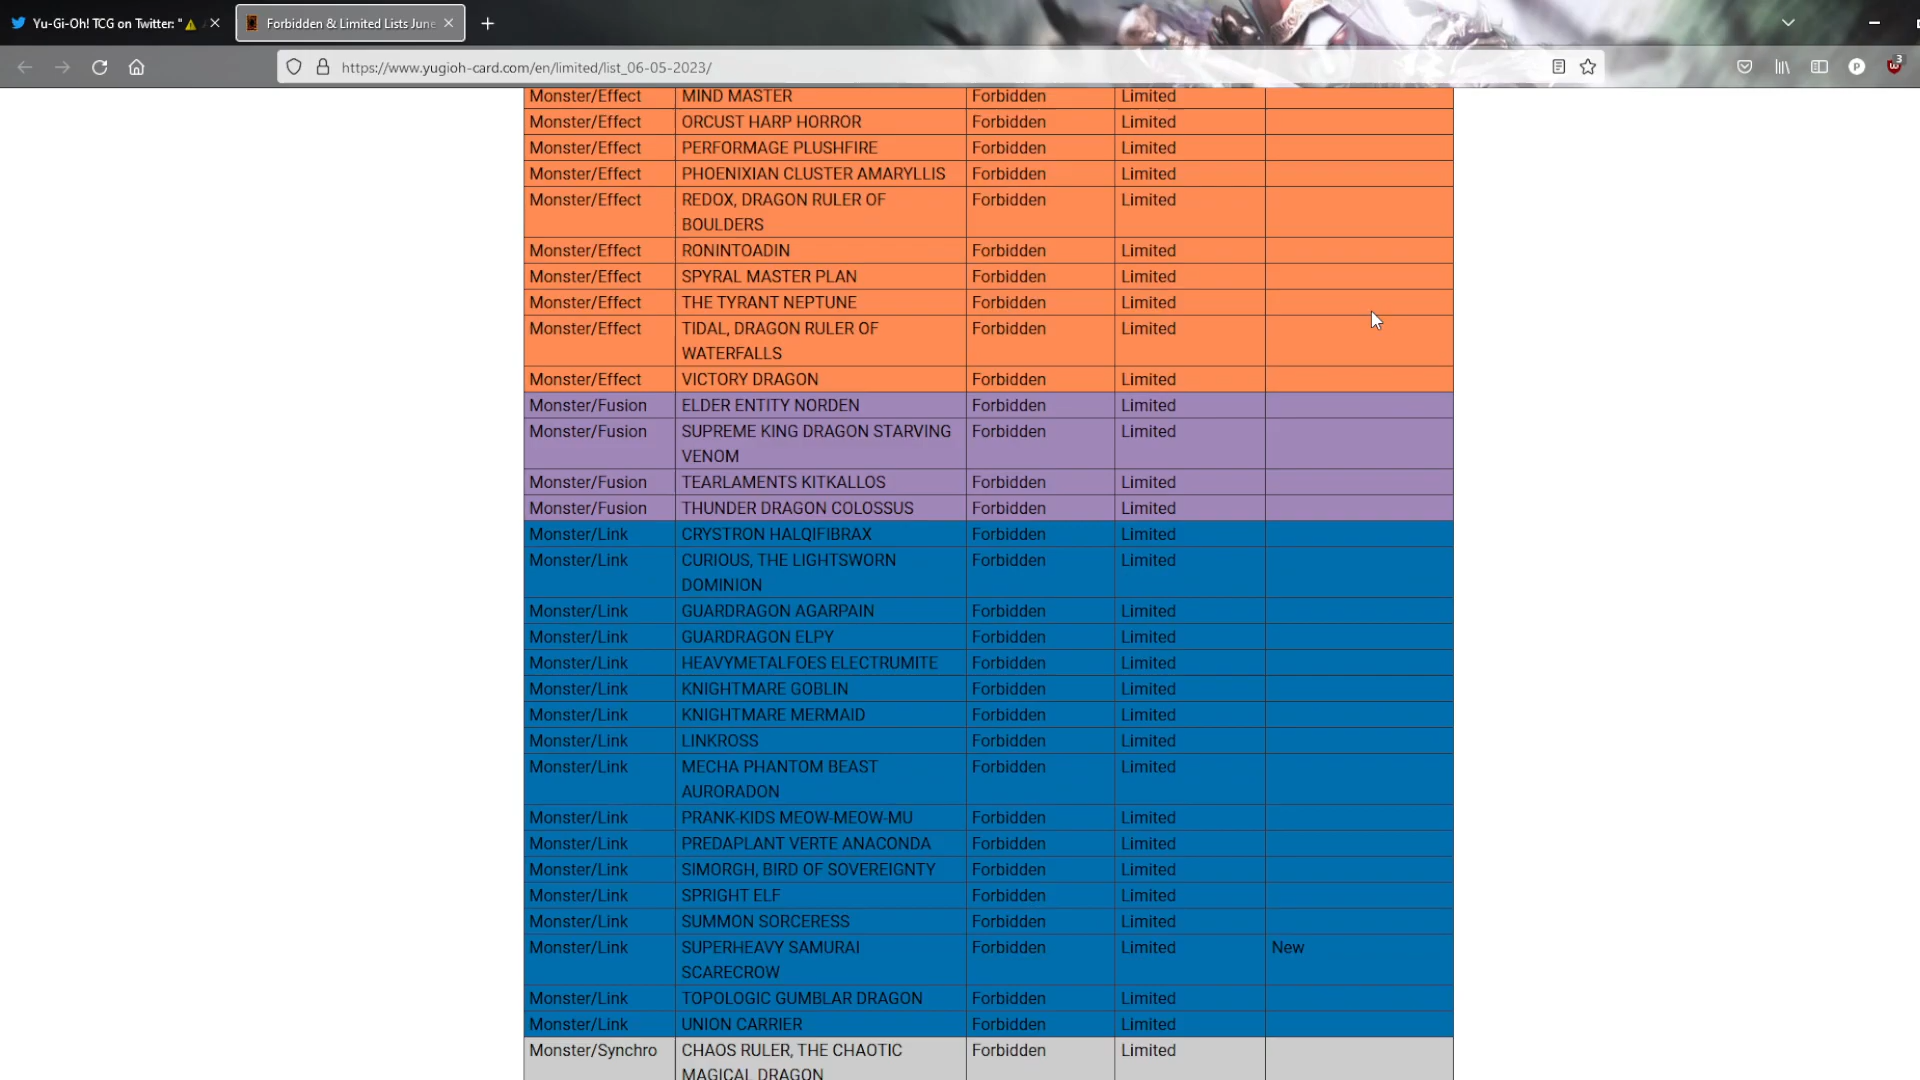 Yu-Gi-Oh! TCG on Twitter: "⚠
Forbidden & Limited Lists June
https://www.yugioh-card.com/en/limited/list_06-05-2023/
P
3
Monster/Effect MIND MASTER Forbidden Limited
Monster/Effect ORCUST HARP HORROR Forbidden Limited
Monster/Effect PERFORMAGE PLUSHFIRE Forbidden Limited
Monster/Effect PHOENIXIAN CLUSTER AMARYLLIS Forbidden Limited
Monster/Effect REDOX, DRAGON RULER OF Forbidden Limited
BOULDERS
Monster/Effect RONINTOADIN Forbidden Limited
Monster/Effect SPYRAL MASTER PLAN Forbidden Limited
Monster/Effect THE TYRANT NEPTUNE Forbidden Limited
Monster/Effect TIDAL, DRAGON RULER OF Forbidden Limited
WATERFALLS
Monster/Effect VICTORY DRAGON Forbidden Limited
Monster/Fusion ELDER ENTITY NORDEN Forbidden Limited
Monster/Fusion SUPREME KING DRAGON STARVING Forbidden Limited
VENOM
Monster/Fusion TEARLAMENTS KITKALLOS Forbidden Limited
Monster/Fusion THUNDER DRAGON COLOSSUS Forbidden Limited
Monster/Link CRYSTRON HALQIFIBRAX Forbidden Limited
Monster/Link CURIOUS, THE LIGHTSWORN Forbidden Limited
DOMINION
Monster/Link GUARDRAGON AGARPAIN Forbidden Limited
Monster/Link GUARDRAGON ELPY Forbidden Limited
Monster/Link HEAVYMETALFOES ELECTRUMITE Forbidden Limited
Monster/Link KNIGHTMARE GOBLIN Forbidden Limited
Monster/Link KNIGHTMARE MERMAID Forbidden Limited
Monster/Link LINKROSS Forbidden Limited
Monster/Link MECHA PHANTOM BEAST Forbidden Limited
AURORADON
Monster/Link PRANK-KIDS MEOW-MEOW-MU Forbidden Limited
Monster/Link PREDAPLANT VERTE ANACONDA Forbidden Limited
Monster/Link SIMORGH, BIRD OF SOVEREIGNTY Forbidden Limited
Monster/Link SPRIGHT ELF Forbidden Limited
Monster/Link SUMMON SORCERESS Forbidden Limited
Monster/Link SUPERHEAVY SAMURAI Forbidden Limited New
SCARECROW
Monster/Link TOPOLOGIC GUMBLAR DRAGON Forbidden Limited
Monster/Link UNION CARRIER Forbidden Limited
Monster/Synchro CHAOS RULER, THE CHAOTIC Forbidden Limited
MAGICAL DRAGON